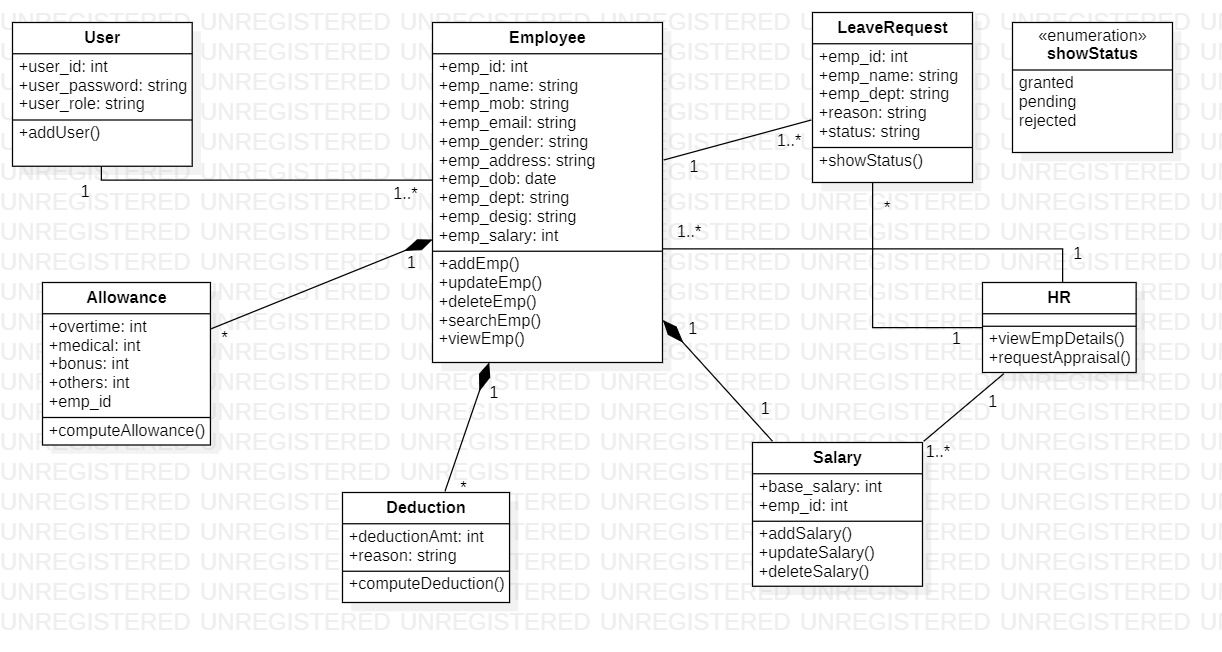 User
+user_id: int
+user_password: string
+user_role: string
+addUser()
Employee
+emp_id: int
+emp_name: string
+emp_mob: string
+emp_email: string
+emp_gender: string
+emp_address: string
+emp_dob: date
+emp_dept: string
+emp_desig: string
+emp_salary: int
+addEmp()
+updateEmp()
+deleteEmp()
+searchEmp()
+viewEmp()
LeaveRequest
+emp_id: int
+emp_name: string
+emp_dept: string
+reason: string
+status: string
+showStatus()
«enumeration»
showStatus
granted
pending
rejected
1
1..*
1
1..*
*
1..*
1
1
1
*
1
*
1
1
1
1..*
Allowance
+overtime: int
+medical: int
+bonus: int
+others: int
+emp_id
+computeAllowance()
HR
+viewEmpDetails()
+requestAppraisal()
Deduction
+deductionAmt: int
+reason: string
+computeDeduction()
Salary
+base_salary: int
+emp_id: int
+addSalary()
+updateSalary()
+deleteSalary()
UNREGISTERED UNREGISTERED UNREGISTERED UNREGISTERED UNREGISTERED UNREGISTERED